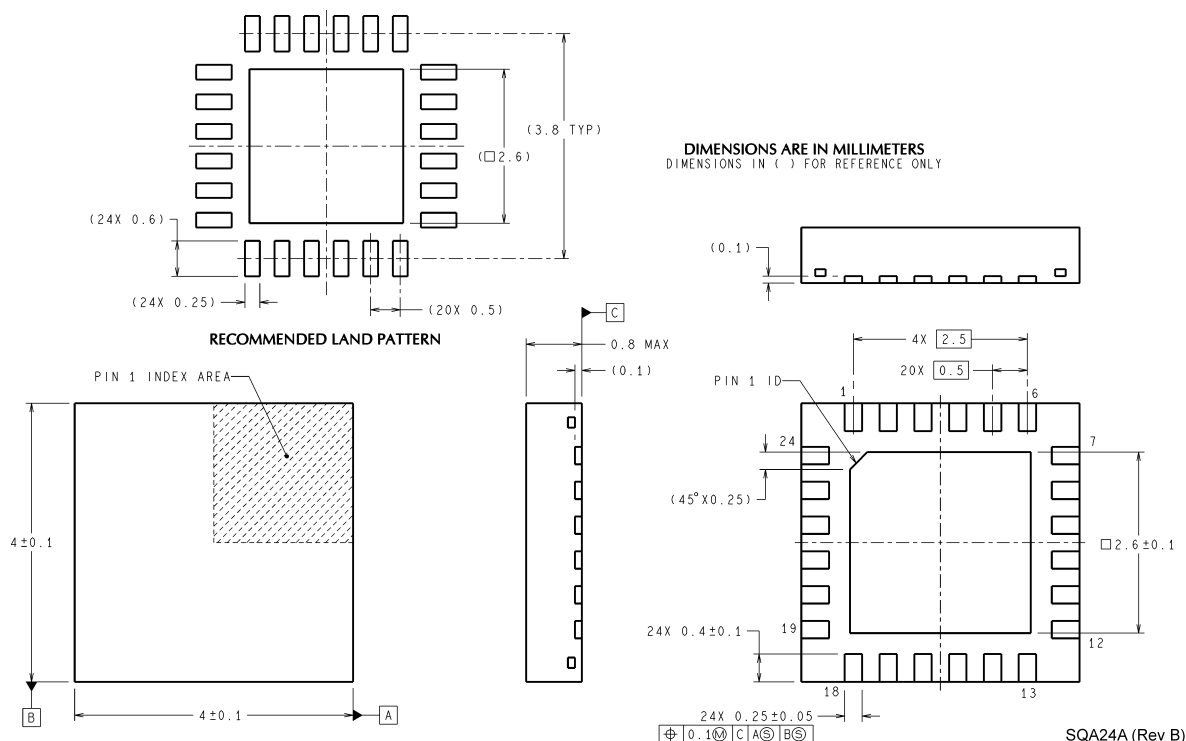 (3.8 TYP)
(□2.6)
(24X 0.6)
(24X 0.25)
(20X 0.5)
RECOMMENDED LAND PATTERN
DIMENSIONS ARE IN MILLIMETERS
DIMENSIONS IN ( ) FOR REFERENCE ONLY
(0.1)
PIN 1 INDEX AREA
4±0.1
B
4±0.1
A
C
0.8 MAX
(0.1)
4X 2.5
20X 0.5
PIN 1 ID
1
6
24
7
(45°X0.25)
□2.6±0.1
24X 0.4±0.1
19
12
18
13
24X 0.25±0.05
⌖ 0.1Ⓜ C AⓈ BⓈ
SQA24A (Rev B)